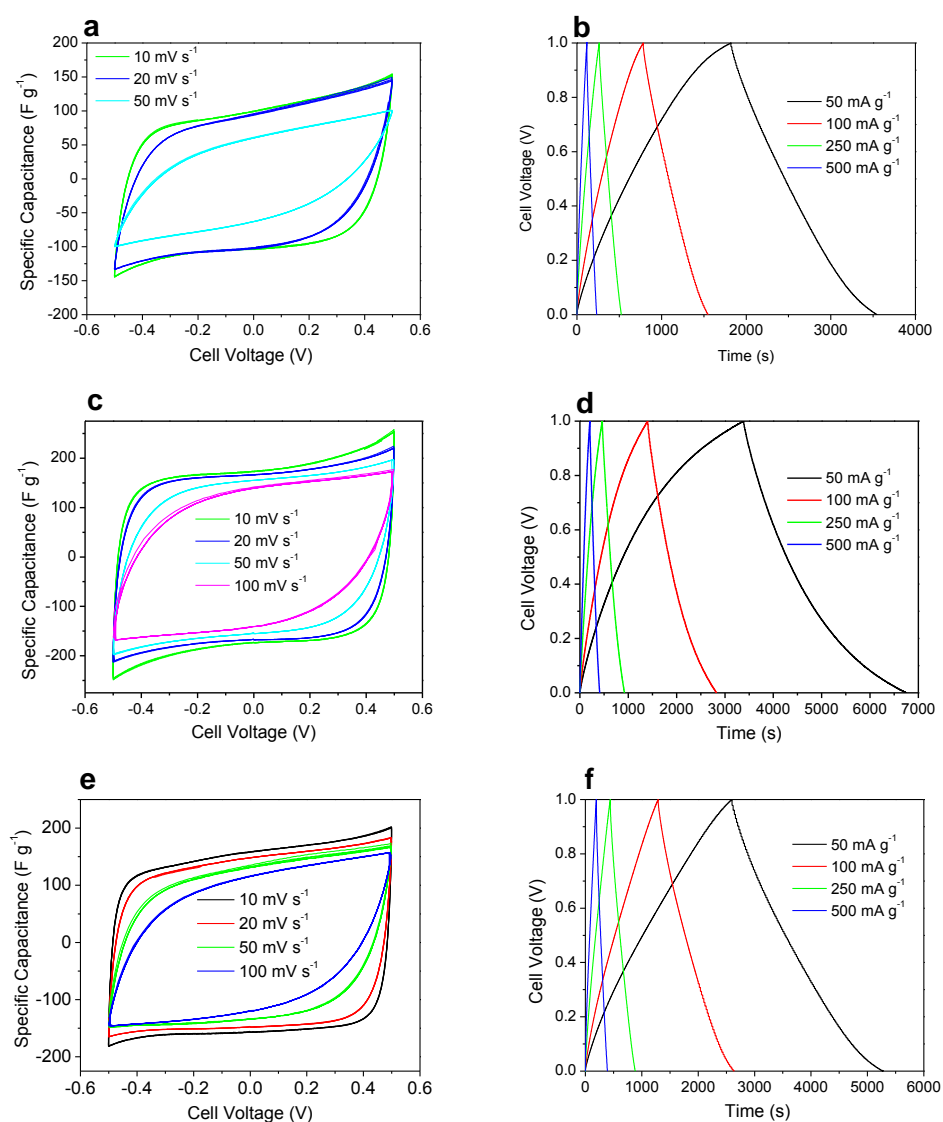 a
200
150
100
50
0
-50
-100
-150
-200
-0.6 -0.4 -0.2 0.0 0.2 0.4 0.6
Specific Capacitance (F g⁻¹)
Cell Voltage (V)
10 mV s⁻¹
20 mV s⁻¹
50 mV s⁻¹
b
1.0
0.8
0.6
0.4
0.2
0.0
0 1000 2000 3000 4000
Cell Voltage (V)
Time (s)
50 mA g⁻¹
100 mA g⁻¹
250 mA g⁻¹
500 mA g⁻¹
c
200
100
0
-100
-200
-0.6 -0.4 -0.2 0.0 0.2 0.4 0.6
Specific Capacitance (F g⁻¹)
Cell Voltage (V)
10 mV s⁻¹
20 mV s⁻¹
50 mV s⁻¹
100 mV s⁻¹
d
1.0
0.8
0.6
0.4
0.2
0.0
0 1000 2000 3000 4000 5000 6000 7000
Cell Voltage (V)
Time (s)
50 mA g⁻¹
100 mA g⁻¹
250 mA g⁻¹
500 mA g⁻¹
e
200
100
0
-100
-200
-0.6 -0.4 -0.2 0.0 0.2 0.4 0.6
Specific Capacitance (F g⁻¹)
Cell Voltage (V)
10 mV s⁻¹
20 mV s⁻¹
50 mV s⁻¹
100 mV s⁻¹
f
1.0
0.8
0.6
0.4
0.2
0.0
0 1000 2000 3000 4000 5000 6000
Cell Voltage (V)
Time (s)
50 mA g⁻¹
100 mA g⁻¹
250 mA g⁻¹
500 mA g⁻¹